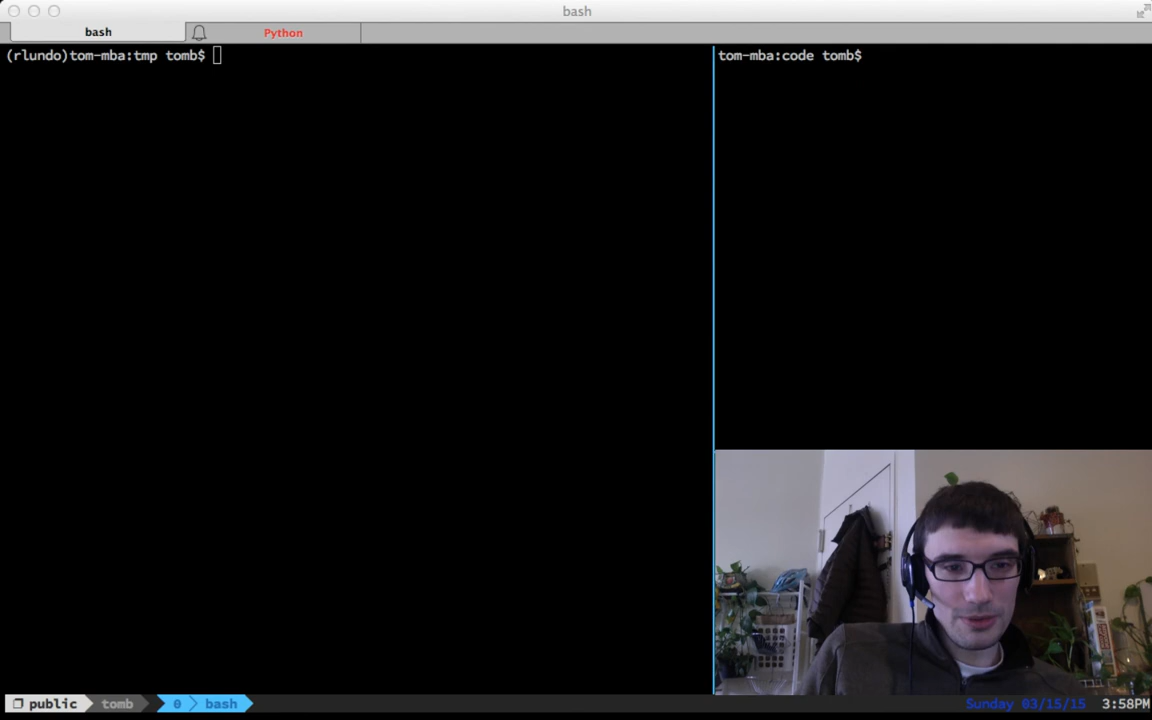 bash
bash
Python
(rlundo)tom-mba:tmp tomb$
tom-mba:code tomb$
public tomb 0 bash
Sunday 03/15/15 3:58PM